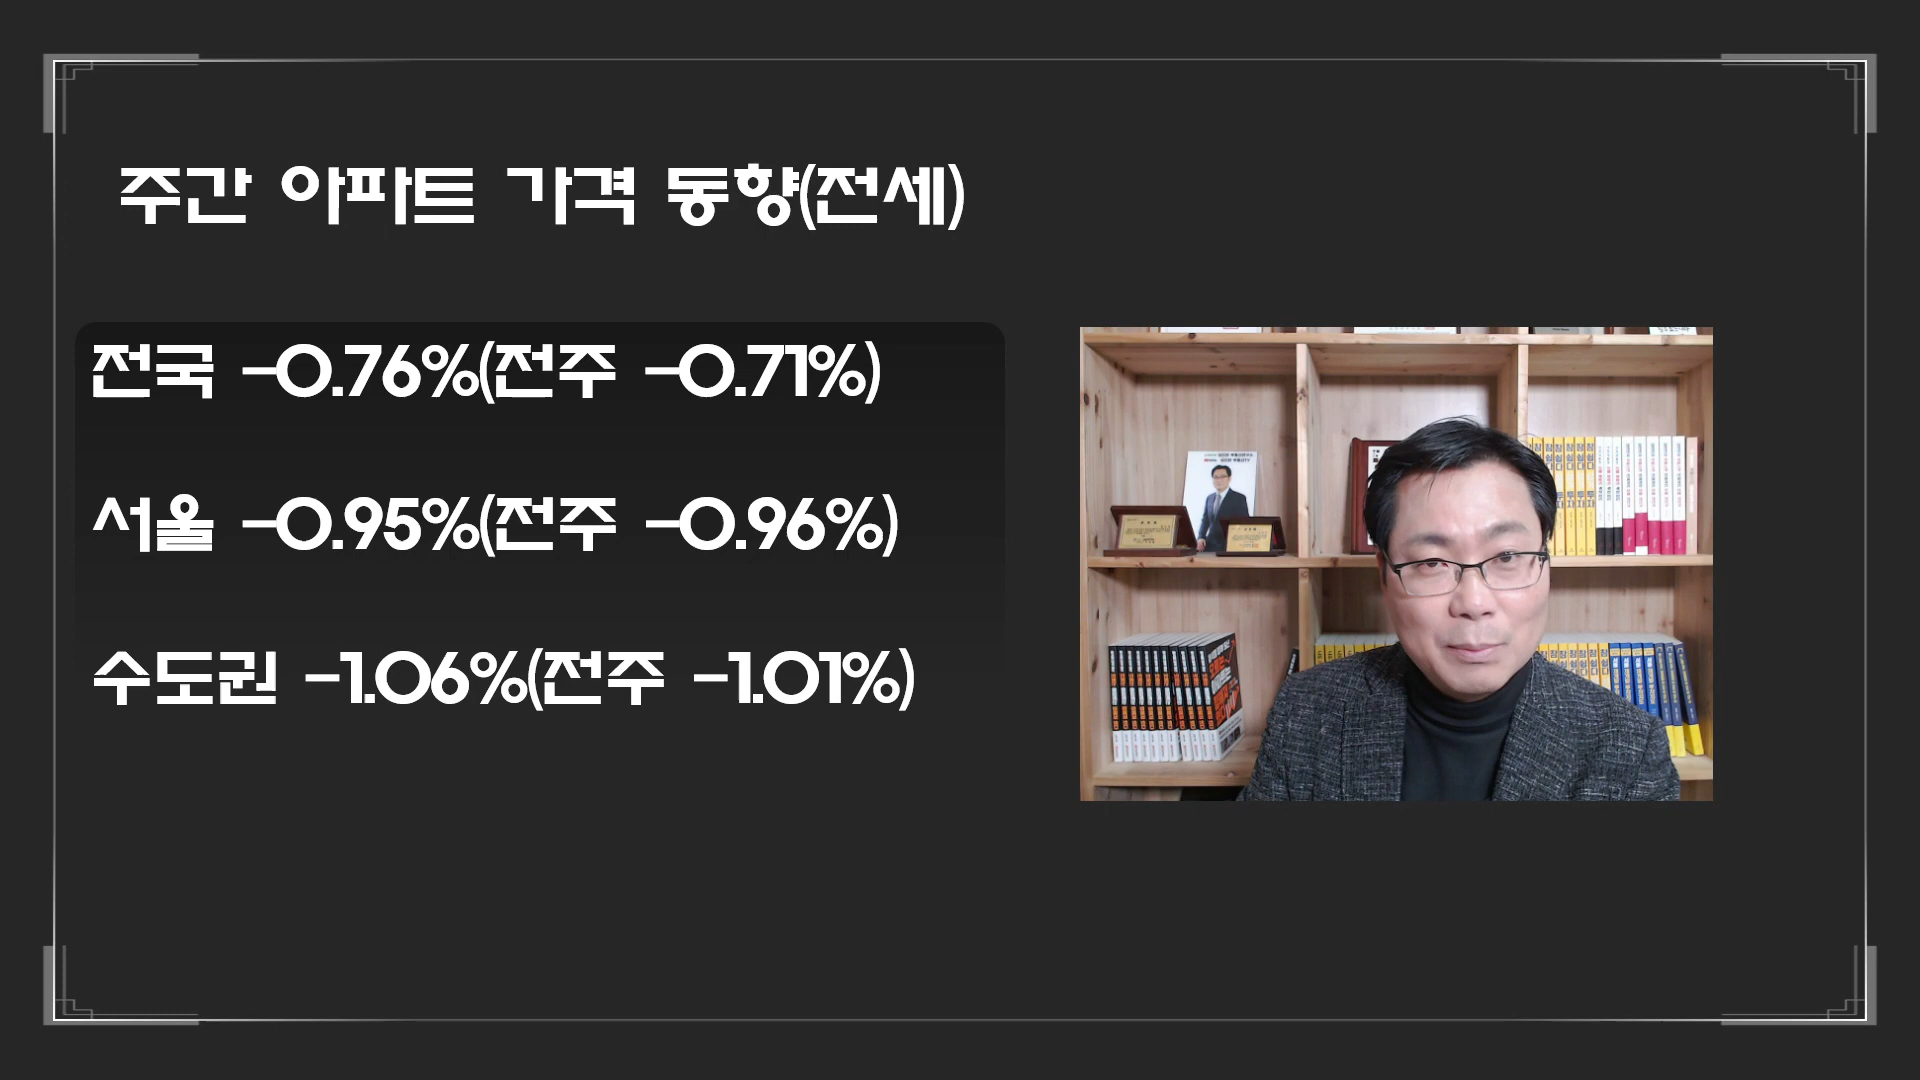 주간 아파트 가격 동향(전세)
전국 -0.76%(전주 -0.71%)
서울 -0.95%(전주 -0.96%)
수도권 -1.06%(전주 -1.01%)